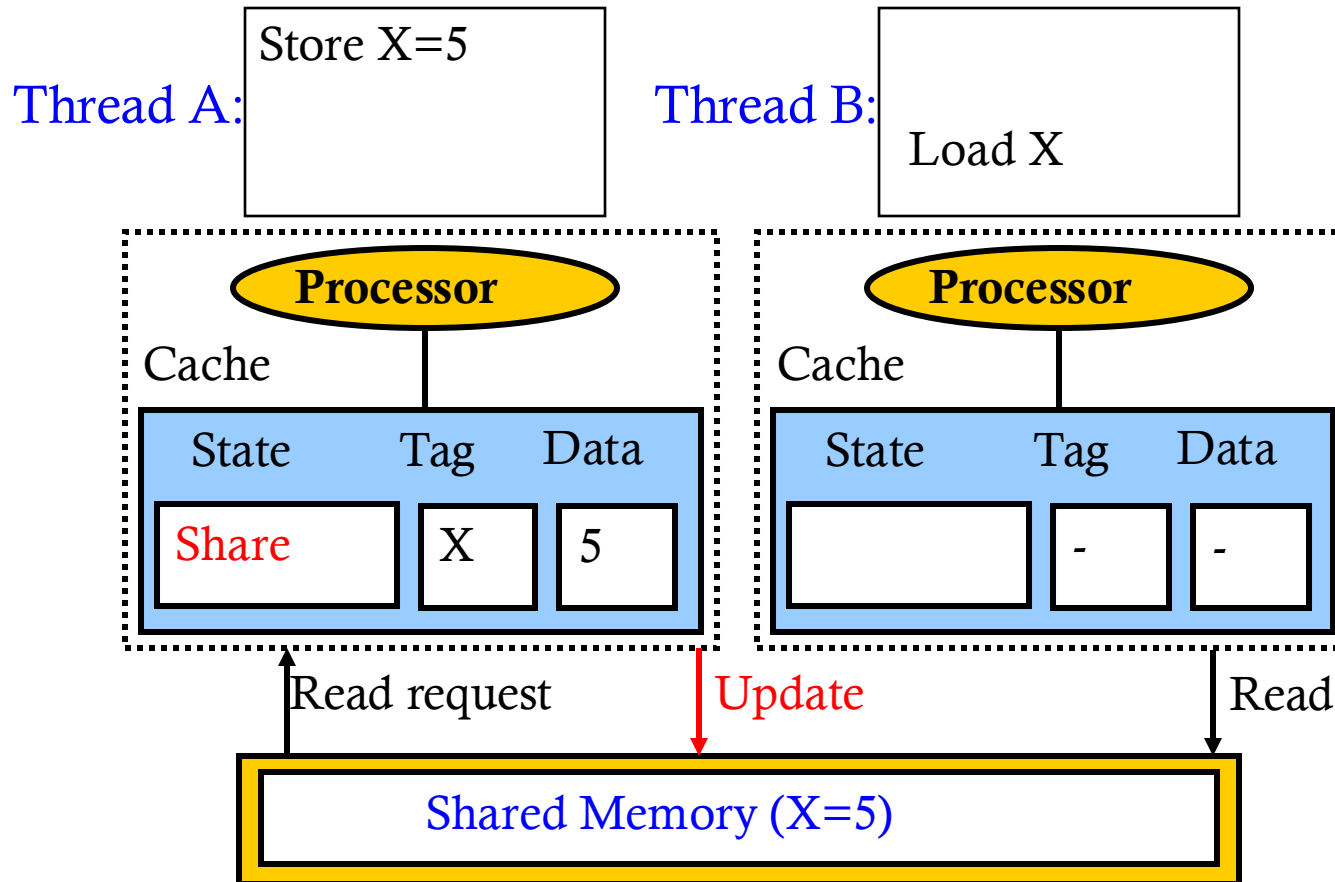 Store X=5
Thread A:
Thread B:
Load X
Processor
Processor
Cache
Cache
State Tag Data
State Tag Data
Share X 5
- -
Read request
Update
Read
Shared Memory (X=5)